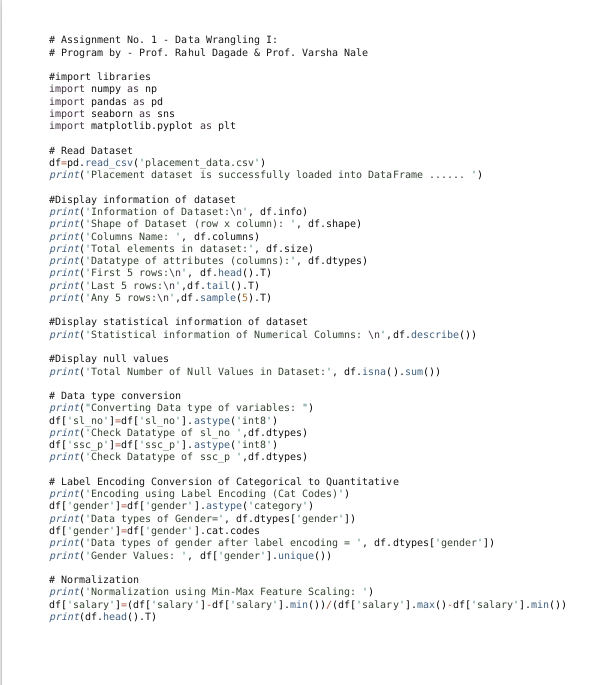 # Assignment No. 1 - Data Wrangling I:
# Program by - Prof. Rahul Dagade & Prof. Varsha Nale
#import libraries
import numpy as np
import pandas as pd
import seaborn as sns
import matplotlib.pyplot as plt
# Read Dataset
df=pd.read_csv('placement_data.csv')
print('Placement dataset is successfully loaded into DataFrame ...... ')
#Display information of dataset
print('Information of Dataset:\n', df.info)
print('Shape of Dataset (row x column): ', df.shape)
print('Columns Name: ', df.columns)
print('Total elements in dataset:', df.size)
print('Datatype of attributes (columns):', df.dtypes)
print('First 5 rows:\n', df.head().T)
print('Last 5 rows:\n',df.tail().T)
print('Any 5 rows:\n',df.sample(5).T)
#Display statistical information of dataset
print('Statistical information of Numerical Columns: \n',df.describe())
#Display null values
print('Total Number of Null Values in Dataset:', df.isna().sum())
# Data type conversion
print("Converting Data type of variables: ")
df['sl_no']=df['sl_no'].astype('int8')
print('Check Datatype of sl_no ',df.dtypes)
df['ssc_p']=df['ssc_p'].astype('int8')
print('Check Datatype of ssc_p ',df.dtypes)
# Label Encoding Conversion of Categorical to Quantitative
print('Encoding using Label Encoding (Cat Codes)')
df['gender']=df['gender'].astype('category')
print('Data types of Gender=', df.dtypes['gender'])
df['gender']=df['gender'].cat.codes
print('Data types of gender after label encoding = ', df.dtypes['gender'])
print('Gender Values: ', df['gender'].unique())
# Normalization
print('Normalization using Min-Max Feature Scaling: ')
df['salary']=(df['salary']-df['salary'].min())/(df['salary'].max()-df['salary'].min())
print(df.head().T)